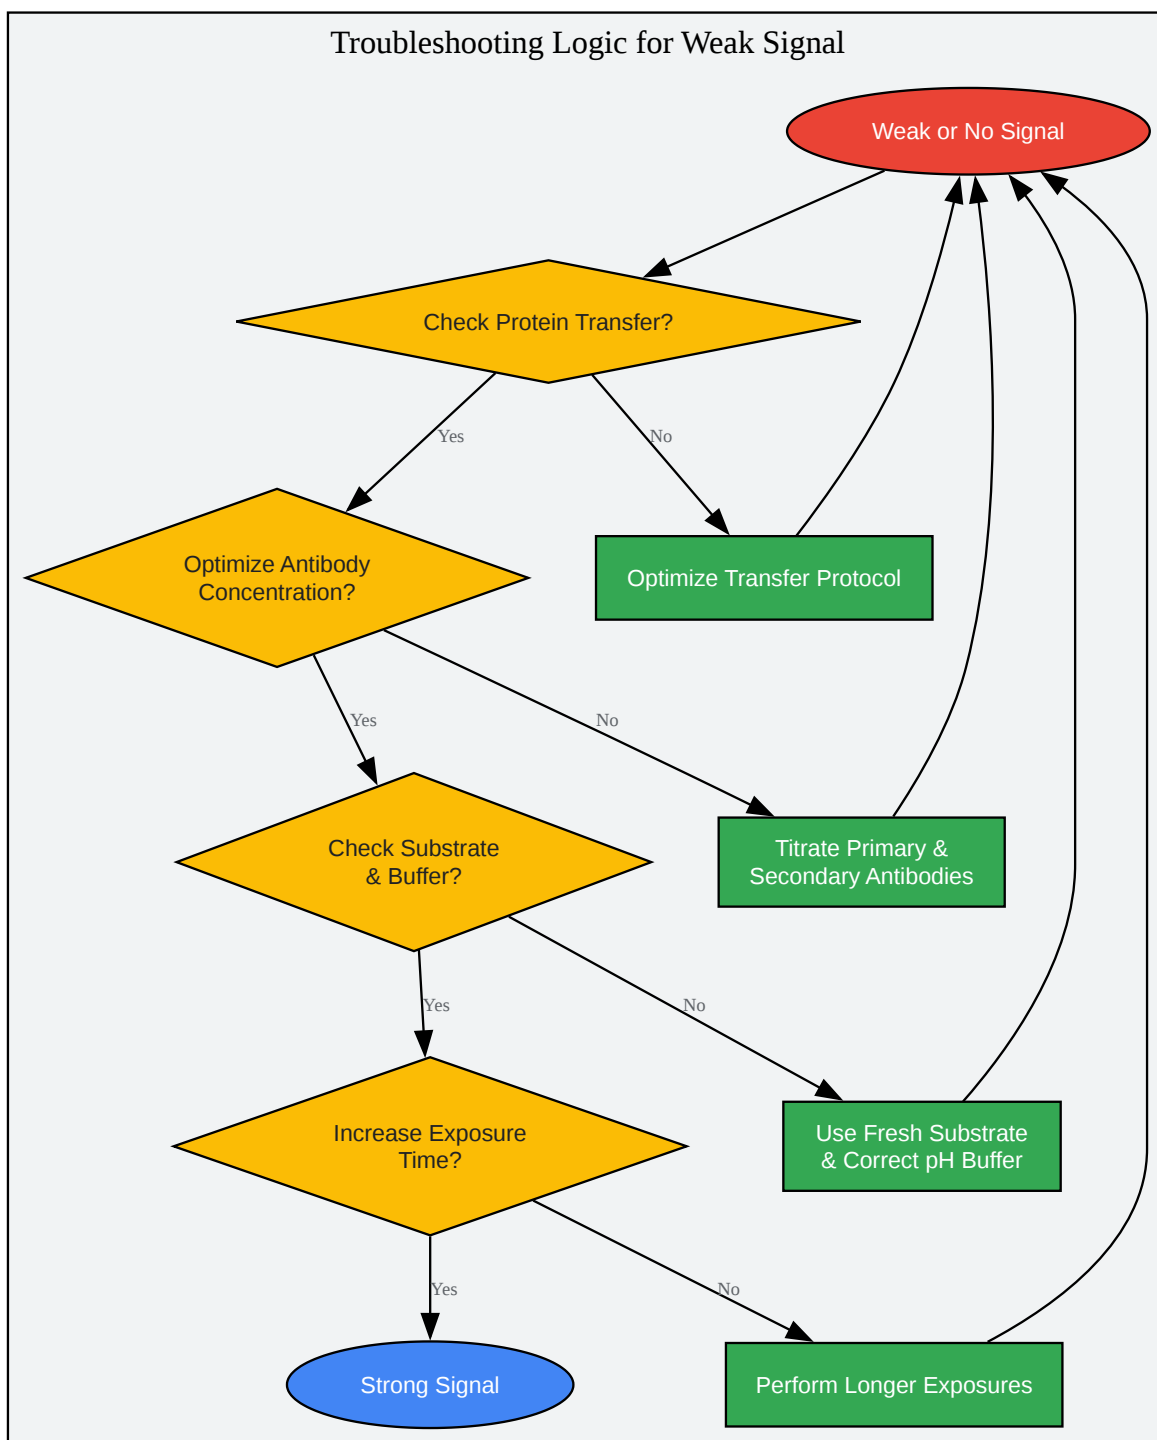 Troubleshooting Logic for Weak Signal
Weak or No Signal
Check Protein Transfer?
Yes
No
Optimize Antibody
Concentration?
Optimize Transfer Protocol
Yes
No
Check Substrate
& Buffer?
Titrate Primary &
Secondary Antibodies
Yes
No
Increase Exposure
Time?
Use Fresh Substrate
& Correct pH Buffer
Yes
No
Strong Signal
Perform Longer Exposures